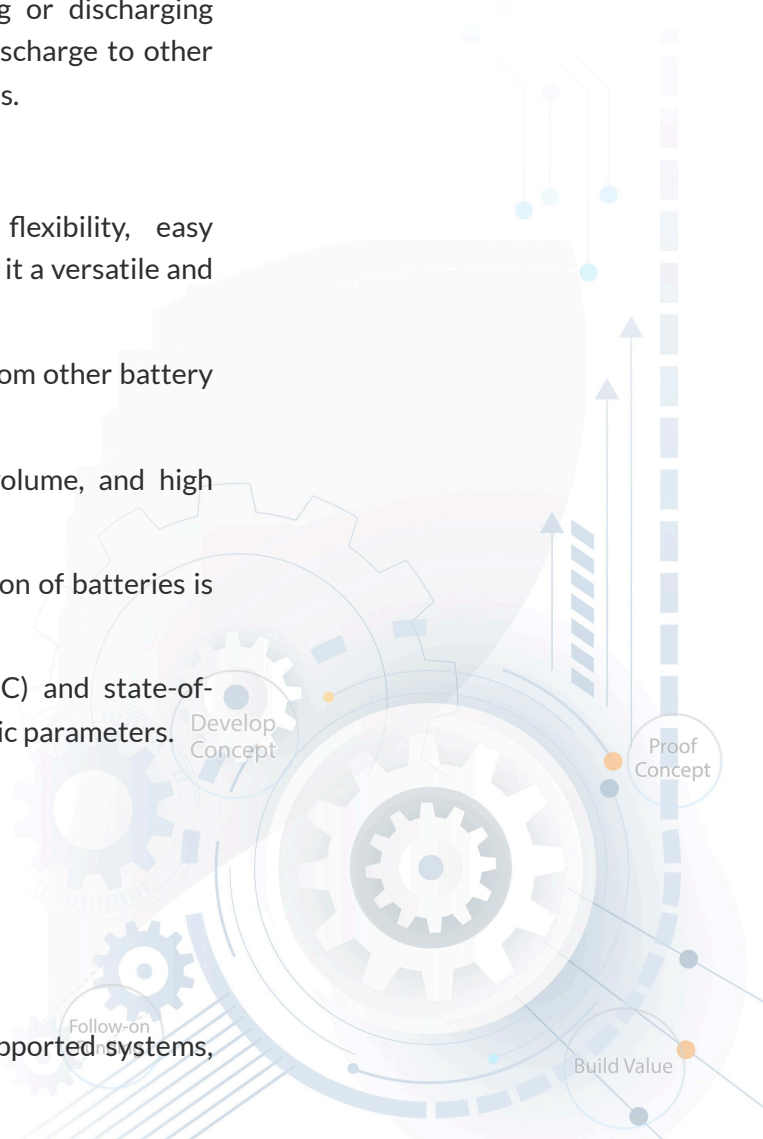 g or discharging
scharge to other
s.
flexibility, easy
it a versatile and
om other battery
olume, and high
on of batteries is
C) and state-of-
ic parameters.
Develop
Concept
Proof
Concept
Follow-on
pported systems,
Build Value